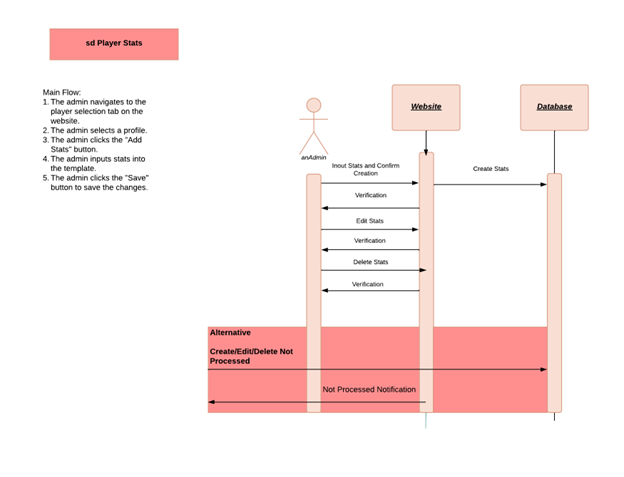 sd Player Stats
Main Flow:
1. The admin navigates to the
player selection tab on the
website.
2. The admin selects a profile.
3. The admin clicks the "Add
Stats" button.
4. The admin inputs stats into
the template.
5. The admin clicks the "Save"
button to save the changes.
anAdmin
Website
Database
Inout Stats and Confirm
Creation
Create Stats
Verification
Edit Stats
Verification
Delete Stats
Verification
Alternative
Create/Edit/Delete Not
Processed
Not Processed Notification